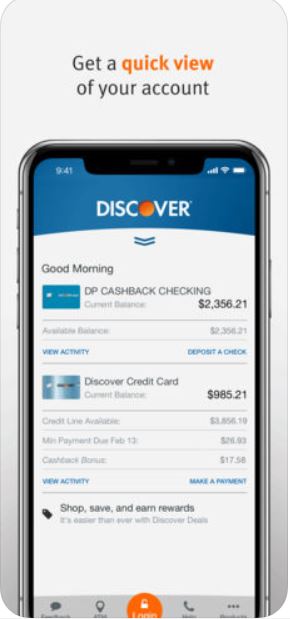 Get a quick view
of your account
9:41
DISCOVER
Good Morning
DP CASHBACK CHECKING
Current Balance: $2,356.21
Available Balance: $2,356.21
VIEW ACTIVITY DEPOSIT A CHECK
Discover Credit Card
Current Balance: $985.21
Credit Line Available: $3,856.19
Min Payment Due Feb 13: $26.93
Cashback Bonus: $17.58
VIEW ACTIVITY MAKE A PAYMENT
Shop, save, and earn rewards
It's easier than ever with Discover Deals
Feedback ATM Login Help Products